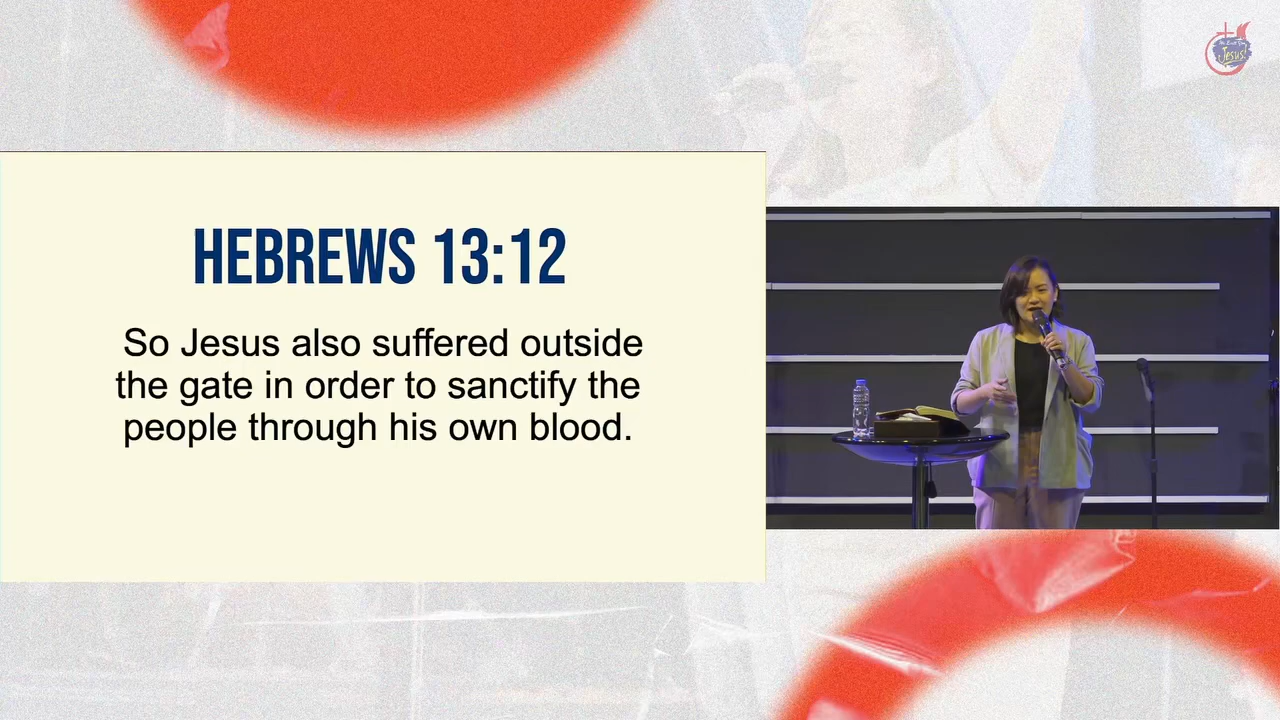 HEBREWS 13:12
So Jesus also suffered outside
the gate in order to sanctify the
people through his own blood.
Jesus!